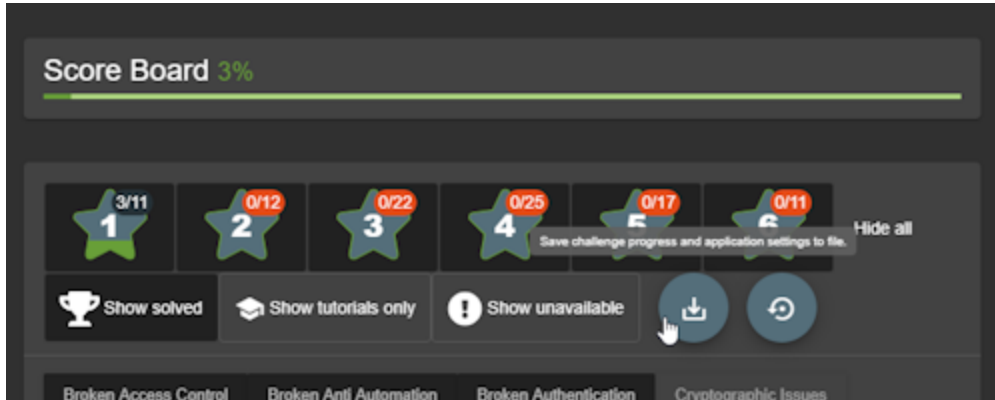 Score Board 3%
3/11 0/12 0/22 0/25 0/17 0/11
1 2 3 4 5 6 Hide all
Save challenge progress and application settings to file.
Show solved Show tutorials only Show unavailable
Broken Access Control Broken Anti Automation Broken Authentication Cryptographic Issues